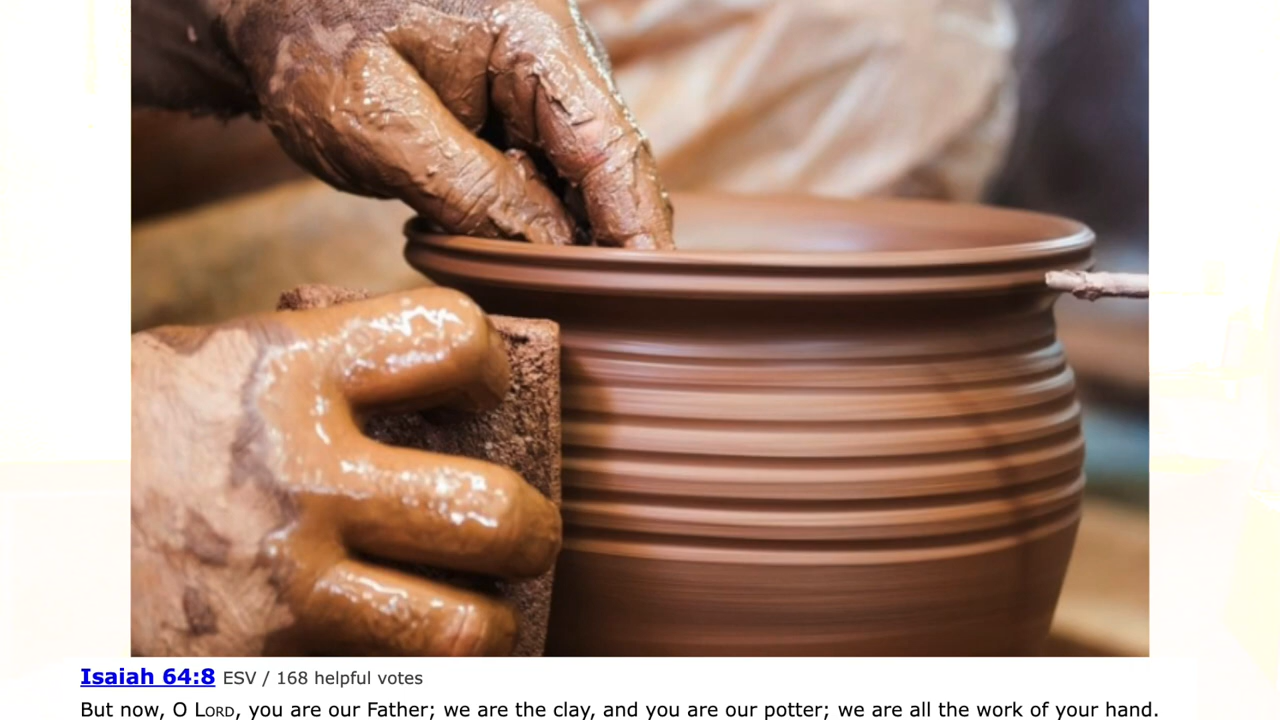 Isaiah 64:8 ESV / 168 helpful votes
But now, O LORD, you are our Father; we are the clay, and you are our potter; we are all the work of your hand.